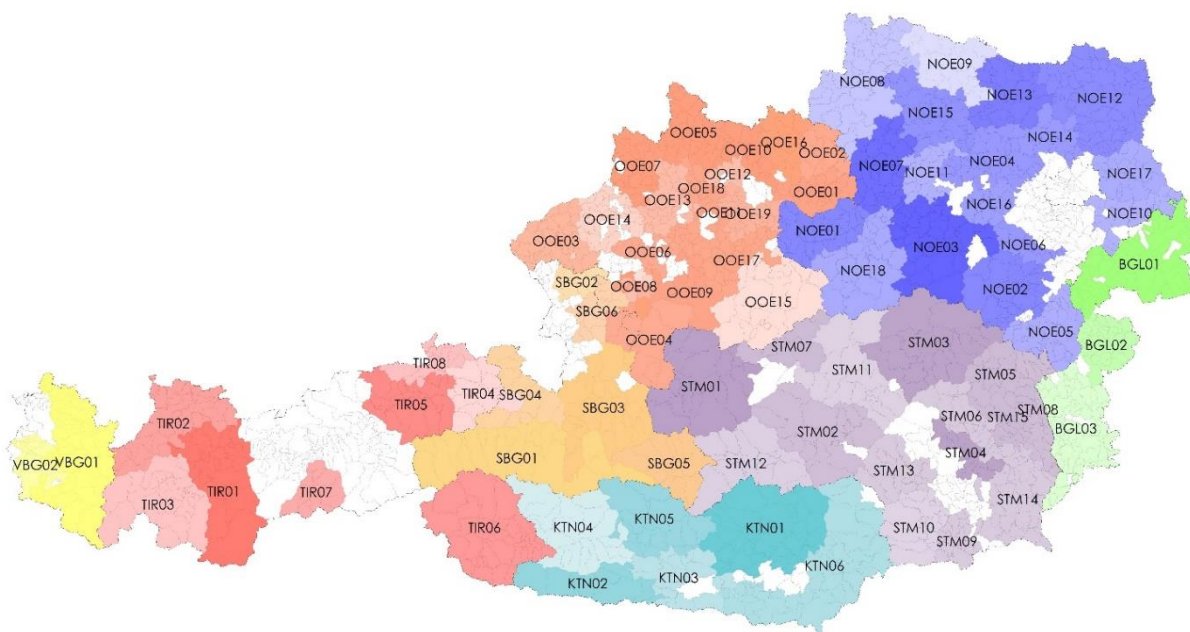 NOE09
NOE08
NOE13
NOE12
NOE15
OOE05
OOE16
OOE10
OOE02
NOE14
OOE07
OOE12
NOE07
NOE11
NOE04
NOE17
OOE18
OOE01
OOE13
NOE16
OOE14
OOE11
OOE19
NOE10
NOE01
OOE03
OOE06
NOE03
NOE06
OOE17
BGL01
NOE18
SBG02
OOE08
OOE09
NOE02
OOE15
SBG06
NOE05
OOE04
STM03
STM07
BGL02
TIR08
STM11
STM05
STM01
TIR05
TIR04
SBG04
SBG03
STM08
STM06
STM15
TIR02
STM02
BGL03
STM04
VBG02
VBG01
SBG01
SBG05
STM12
STM13
TIR01
TIR07
TIR03
STM14
KTN05
TIR06
KTN04
KTN01
STM10
STM09
KTN06
KTN03
KTN02